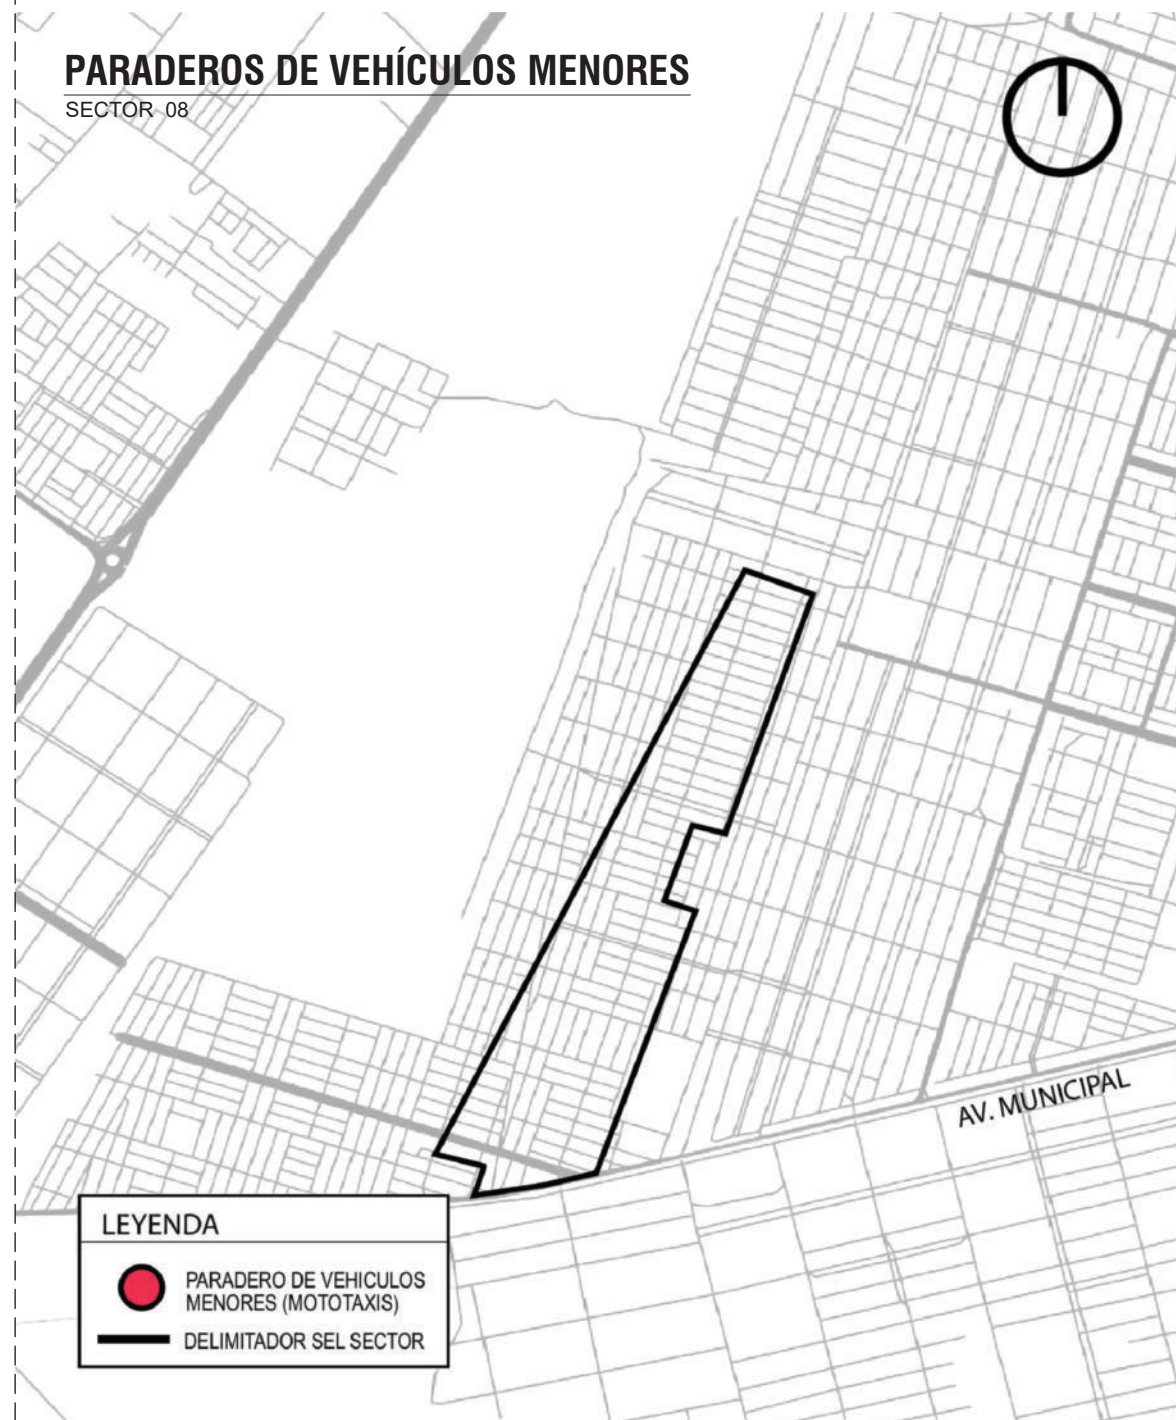 PARADEROS DE VEHÍCULOS MENORES
SECTOR 08
AV. MUNICIPAL
LEYENDA
PARADERO DE VEHICULOS
MENORES (MOTOTAXIS)
DELIMITADOR SEL SECTOR